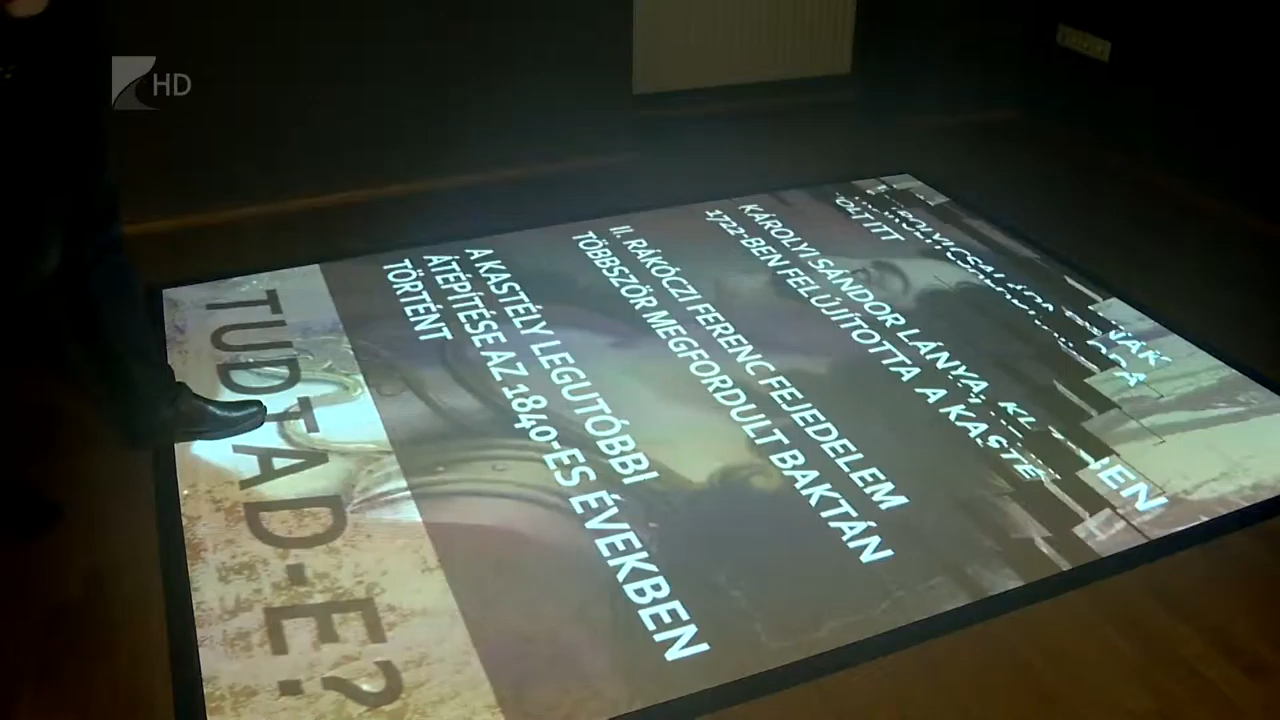 HD
TUDTAD-E?
A KASTÉLY LEGUTÓBBI
ÁTÉPÍTÉSE AZ 1840-ES ÉVEKBEN
TÖRTÉNT
II. RÁKÓCZI FERENC FEJEDELEM
TÖBBSZÖR MEGFORDULT BAKTÁN
KÁROLYI SÁNDOR LÁNYA, KL
1722-BEN FELÚJÍTOTTA A KASTÉ
ITT